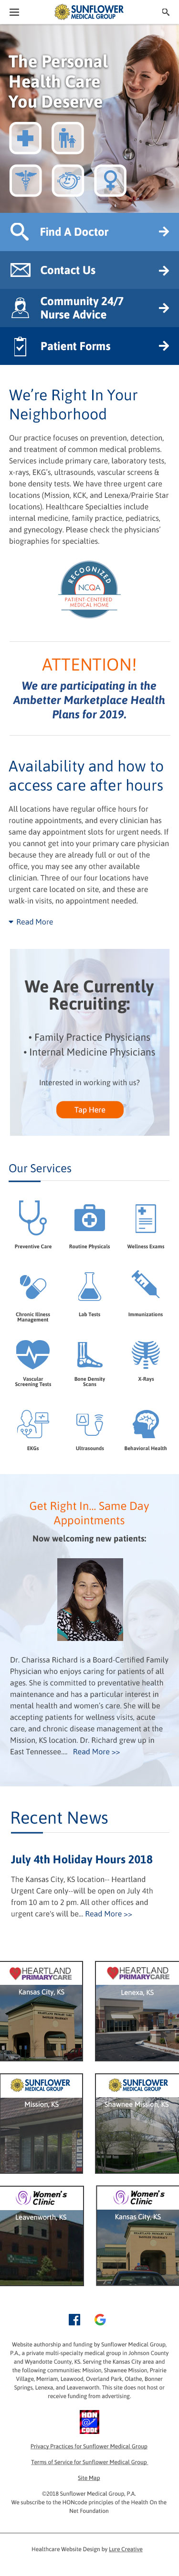 SUNFLOWER
MEDICAL GROUP
The Personal
Health Care
You Deserve
Find A Doctor
Contact Us
Community 24/7
Nurse Advice
Patient Forms
We’re Right In Your
Neighborhood
Our practice focuses on prevention, detection,
and treatment of common medical problems.
Services include primary care, laboratory tests,
x-rays, EKG’s, ultrasounds, vascular screens &
bone density tests. We have three urgent care
locations (Mission, KCK, and Lenexa/Prairie Star
locations). Healthcare Specialties include
internal medicine, family practice, pediatrics,
and gynecology. Please check the physicians’
biographies for specialties.
RECOGNIZED
NCQA
PATIENT-CENTERED
MEDICAL HOME
ATTENTION!
We are participating in the
Ambetter Marketplace Health
Plans for 2019.
Availability and how to
access care after hours
All locations have regular office hours for
routine appointments, and every clinician has
same day appointment slots for urgent needs. If
you cannot get into your primary care physician
because they are already full or out of the
office, you may see any other available
clinician. Three of our four locations have
urgent care located on site, and and are
walk-in visits, no appointment needed.
Read More
We Are Currently
Recruiting:
• Family Practice Physicians
• Internal Medicine Physicians
Interested in working with us?
Tap Here
Our Services
Preventive Care
Routine Physicals
Wellness Exams
Chronic Illness
Management
Lab Tests
Immunizations
Vascular
Screening Tests
Bone Density
Scans
X-Rays
EKGs
Ultrasounds
Behavioral Health
Get Right In... Same Day
Appointments
Now welcoming new patients:
Dr. Charissa Richard is a Board-Certified Family
Physician who enjoys caring for patients of all
ages. She is committed to preventative health
maintenance and has a particular interest in
mental health and women’s care. She will be
accepting patients for wellness visits, acute
care, and chronic disease management at the
Mission, KS location. Dr. Richard grew up in
East Tennessee.... Read More >>
Recent News
July 4th Holiday Hours 2018
The Kansas City, KS location-- Heartland
Urgent Care only--will be open on July 4th
from 10 am to 2 pm. All other offices and
urgent care’s will be... Read More >>
HEARTLAND
PRIMARYCARE
Kansas City, KS
HEARTLAND
PRIMARYCARE
Lenexa, KS
SUNFLOWER
MEDICAL GROUP
Mission, KS
SUNFLOWER
MEDICAL GROUP
Shawnee Mission, KS
Women's
Clinic
Leavenworth, KS
Women's
Clinic
Kansas City, KS
Website authorship and funding by Sunflower Medical Group,
P.A., a private multi-specialty medical group in Johnson County
and Wyandotte County, KS. Serving the Kansas City area and
the following communities: Mission, Shawnee Mission, Prairie
Village, Merriam, Leawood, Overland Park, Olathe, Bonner
Springs, Lenexa, and Leavenworth. This site does not host or
receive funding from advertising.
HON
CODE
Privacy Practices for Sunflower Medical Group
Terms of Service for Sunflower Medical Group
Site Map
©2018 Sunflower Medical Group, P.A.
We subscribe to the HONcode principles of the Health On the
Net Foundation
Healthcare Website Design by Lure Creative